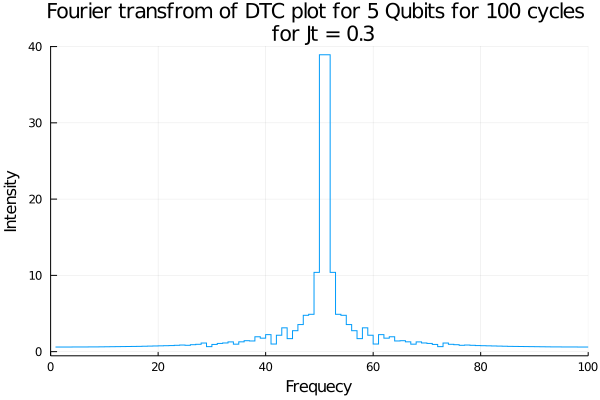 Fourier transfrom of DTC plot for 5 Qubits for 100 cycles
for Jt = 0.3
40
30
20
10
0
Intensity
0 20 40 60 80 100
Frequecy